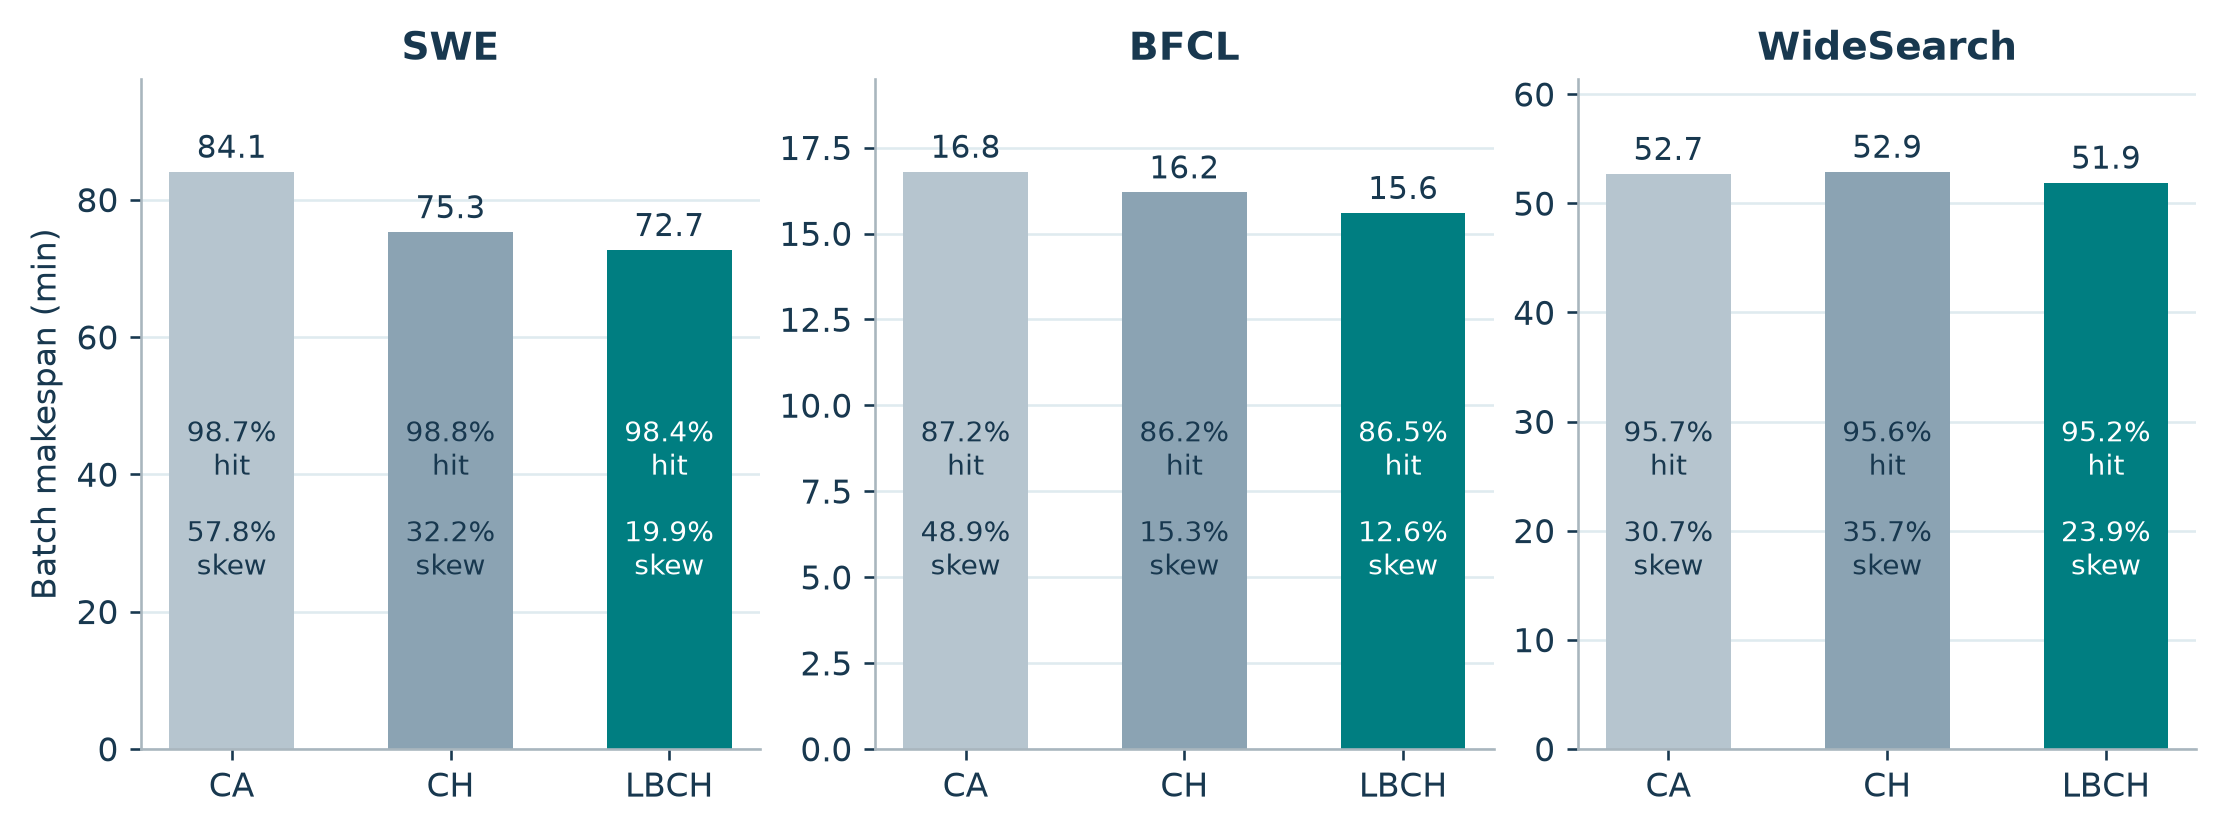 SWE
Batch makespan (min)
80
60
40
20
0
84.1
98.7%
hit
57.8%
skew
75.3
98.8%
hit
32.2%
skew
72.7
98.4%
hit
19.9%
skew
CA
CH
LBCH
BFCL
17.5
15.0
12.5
10.0
7.5
5.0
2.5
0.0
16.8
87.2%
hit
48.9%
skew
16.2
86.2%
hit
15.3%
skew
15.6
86.5%
hit
12.6%
skew
CA
CH
LBCH
WideSearch
60
50
40
30
20
10
0
52.7
95.7%
hit
30.7%
skew
52.9
95.6%
hit
35.7%
skew
51.9
95.2%
hit
23.9%
skew
CA
CH
LBCH